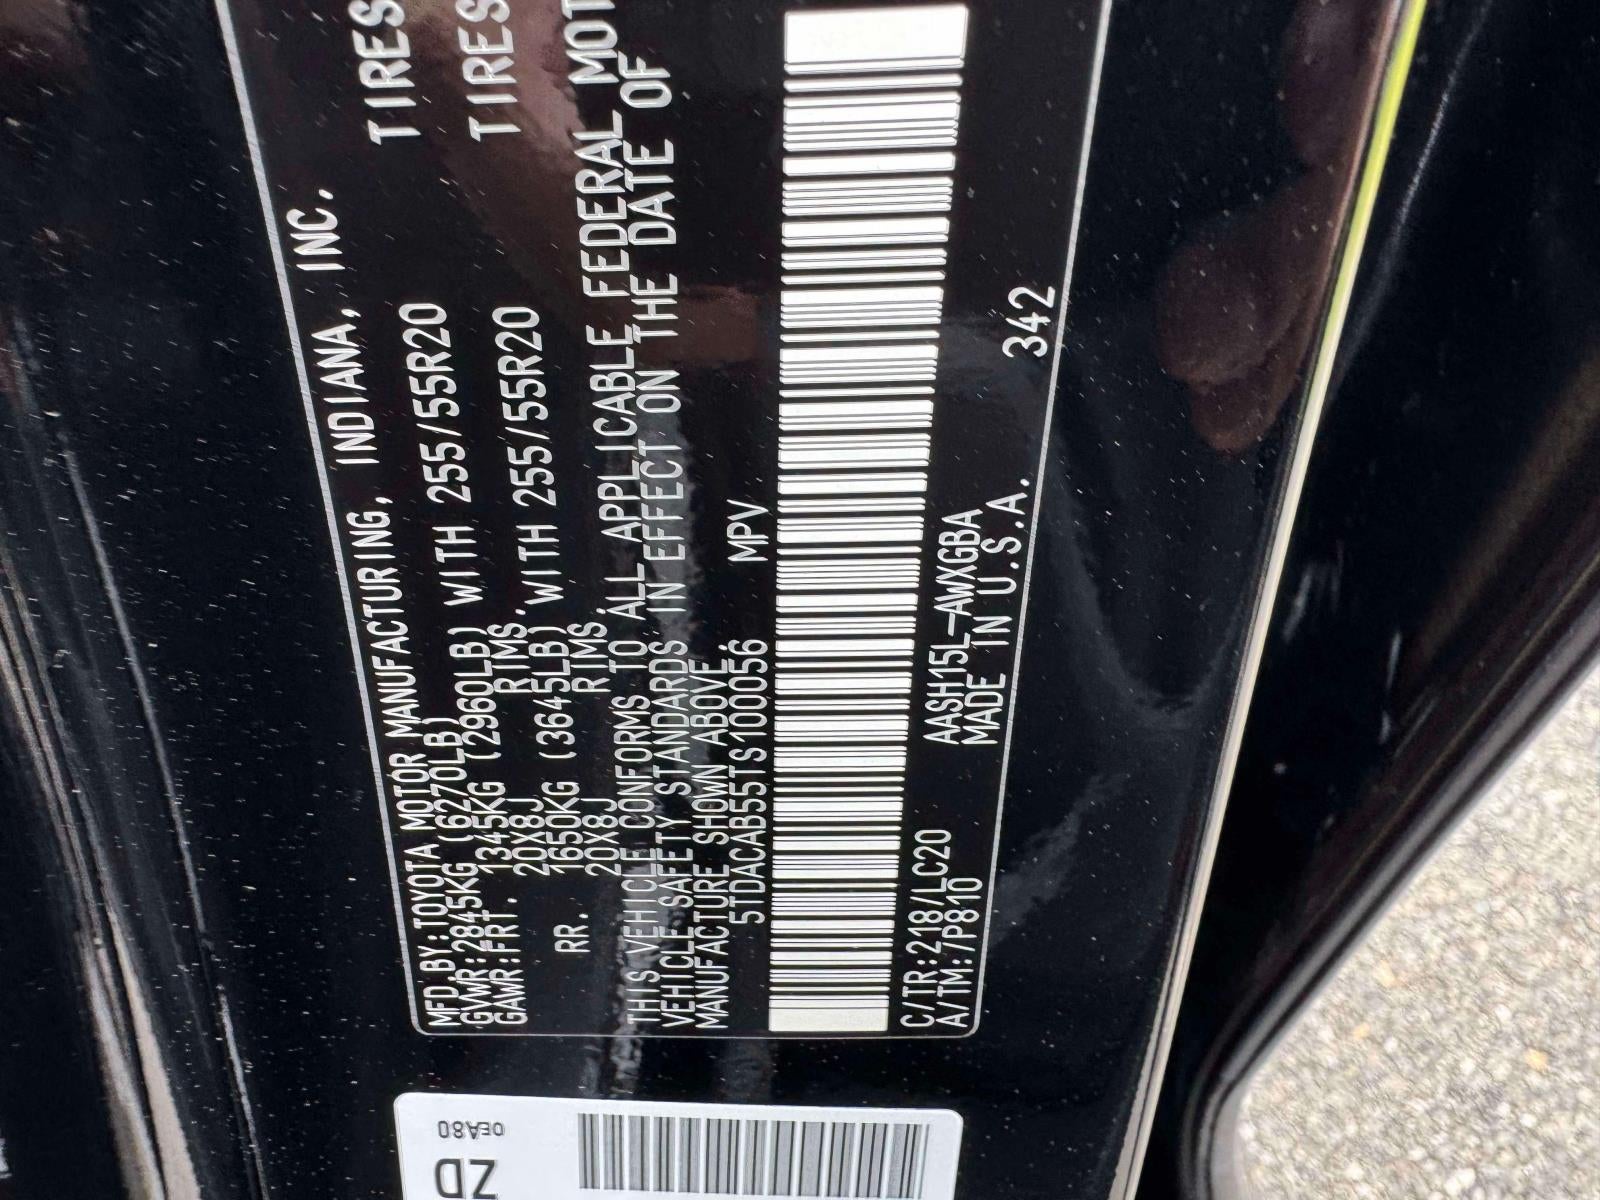 MFD.BY:TOYOTA MOTOR MANUFACTURING, INDIANA, INC.
GVWR:2845KG (6270LB)
GAWR:FRT. 1345KG (2960LB) WITH 255/55R20 TIRES
20X8J RIMS.
RR. 1650KG (3645LB) WITH 255/55R20 TIRES
20X8J RIMS.
THIS VEHICLE CONFORMS TO ALL APPLICABLE FEDERAL MOT
VEHICLE SAFETY STANDARDS IN EFFECT ON THE DATE OF
MANUFACTURE SHOWN ABOVE.
5TDACAB55TS100056 MPV
C/TR:218/LC20 AASH15L-AWXGBA 342
A/TM:/P810 MADE IN U.S.A.
0EA80
ZD